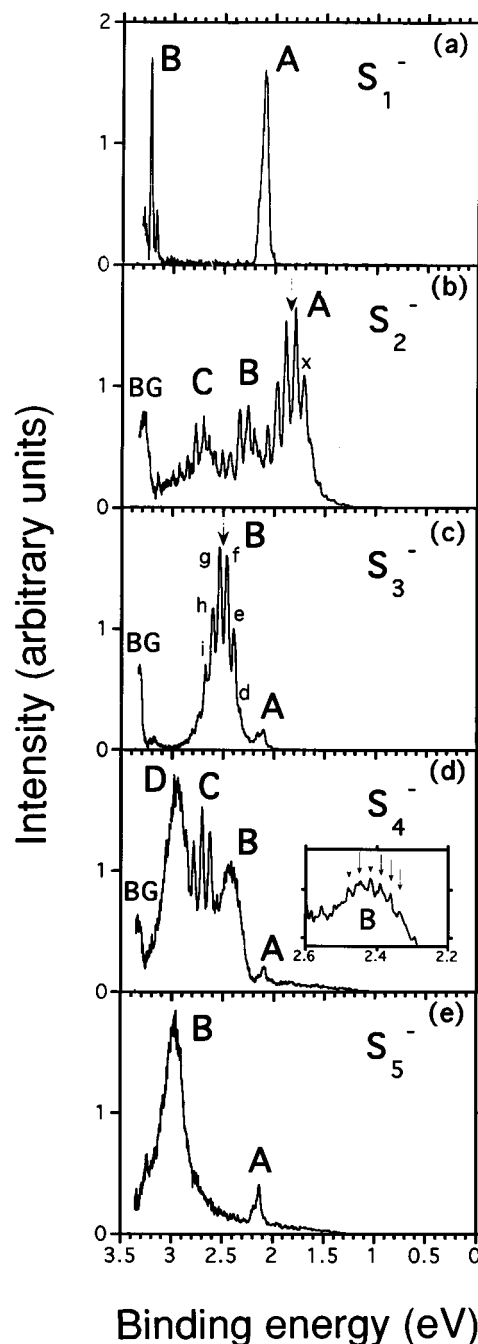 Intensity (arbitrary units)
2
(a)
B
A
S1-
1
0
(b)
A
S2-
x
B
C
BG
1
0
(c)
B
S3-
g
f
h
e
i
d
BG
A
1
0
(d)
D
C
S4-
B
BG
A
1
0
B
2.6
2.4
2.2
(e)
B
S5-
A
1
0
3.5
3
2.5
2
1.5
1
0.5
0
Binding energy (eV)